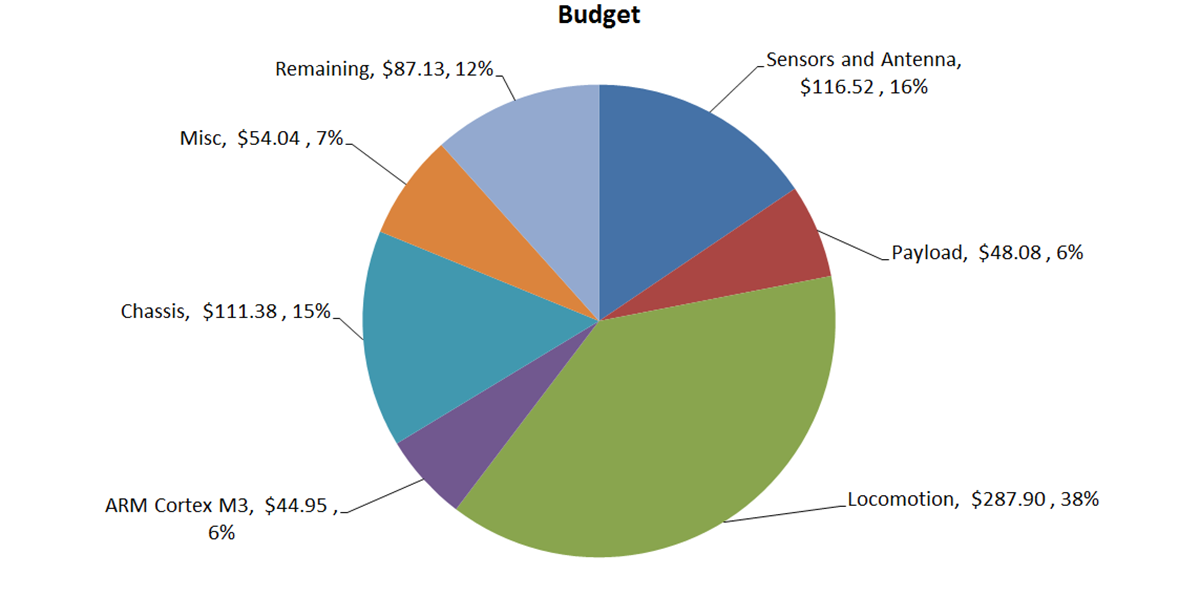 Budget
Sensors and Antenna,
$116.52 , 16%
Payload, $48.08 , 6%
Locomotion, $287.90 , 38%
ARM Cortex M3, $44.95 ,
6%
Chassis, $111.38 , 15%
Misc, $54.04 , 7%
Remaining, $87.13, 12%